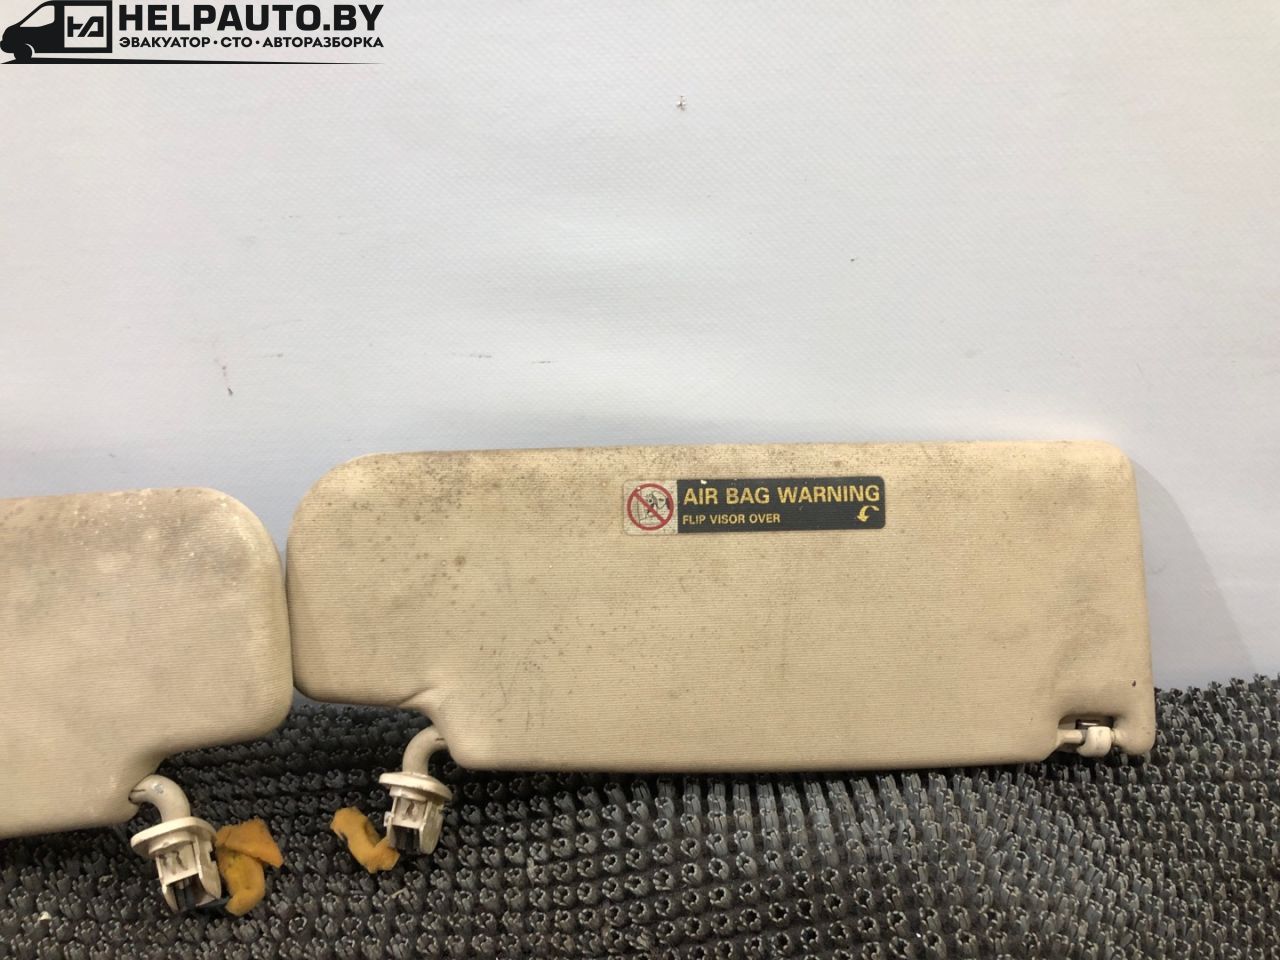 HELPAUTO.BY
ЭВАКУАТОР·СТО·АВТОРАЗБОРКА
AIR BAG WARNING
FLIP VISOR OVER